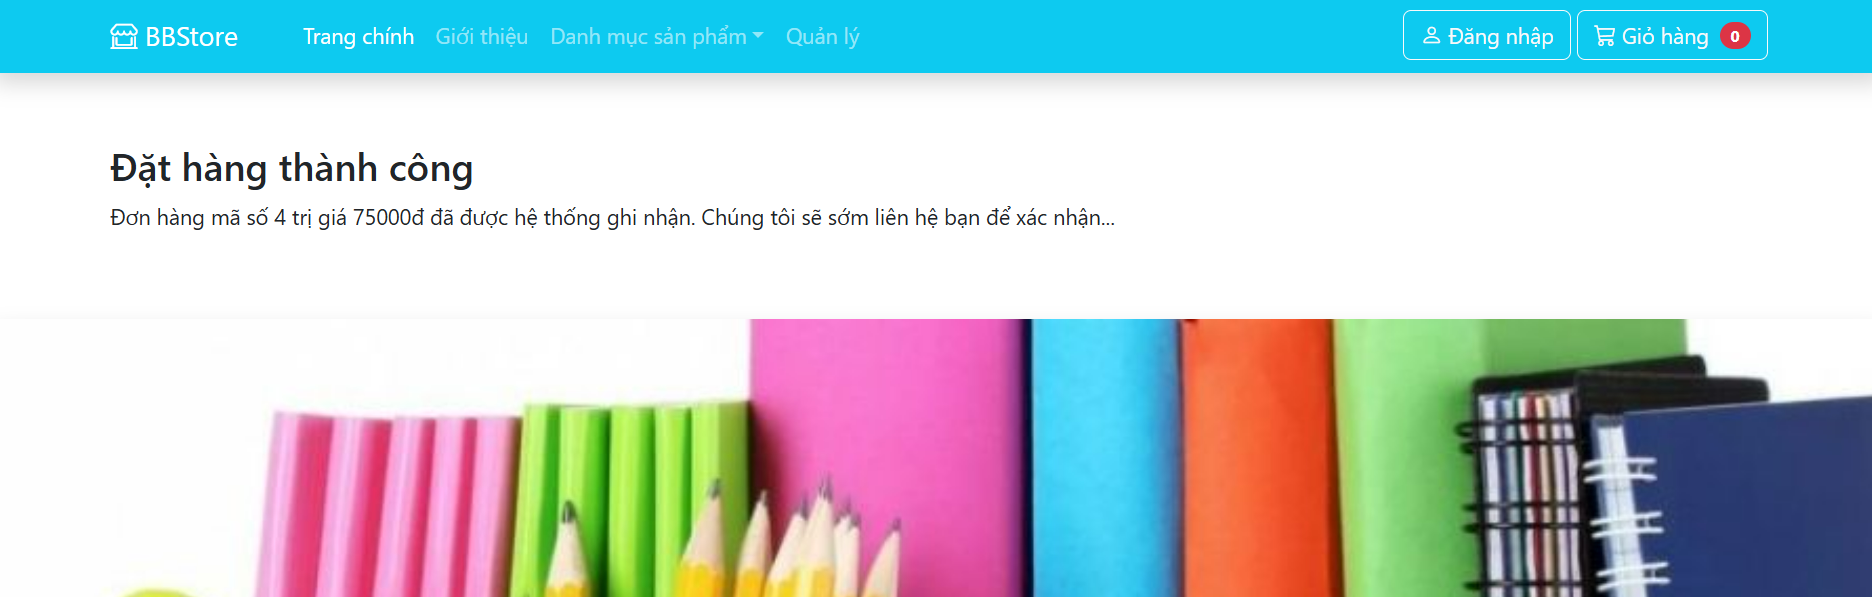 BBStore Trang chính Giới thiệu Danh mục sản phẩm Quản lý Đăng nhập Giỏ hàng 0
Đặt hàng thành công
Đơn hàng mã số 4 trị giá 75000đ đã được hệ thống ghi nhận. Chúng tôi sẽ sớm liên hệ bạn để xác nhận...